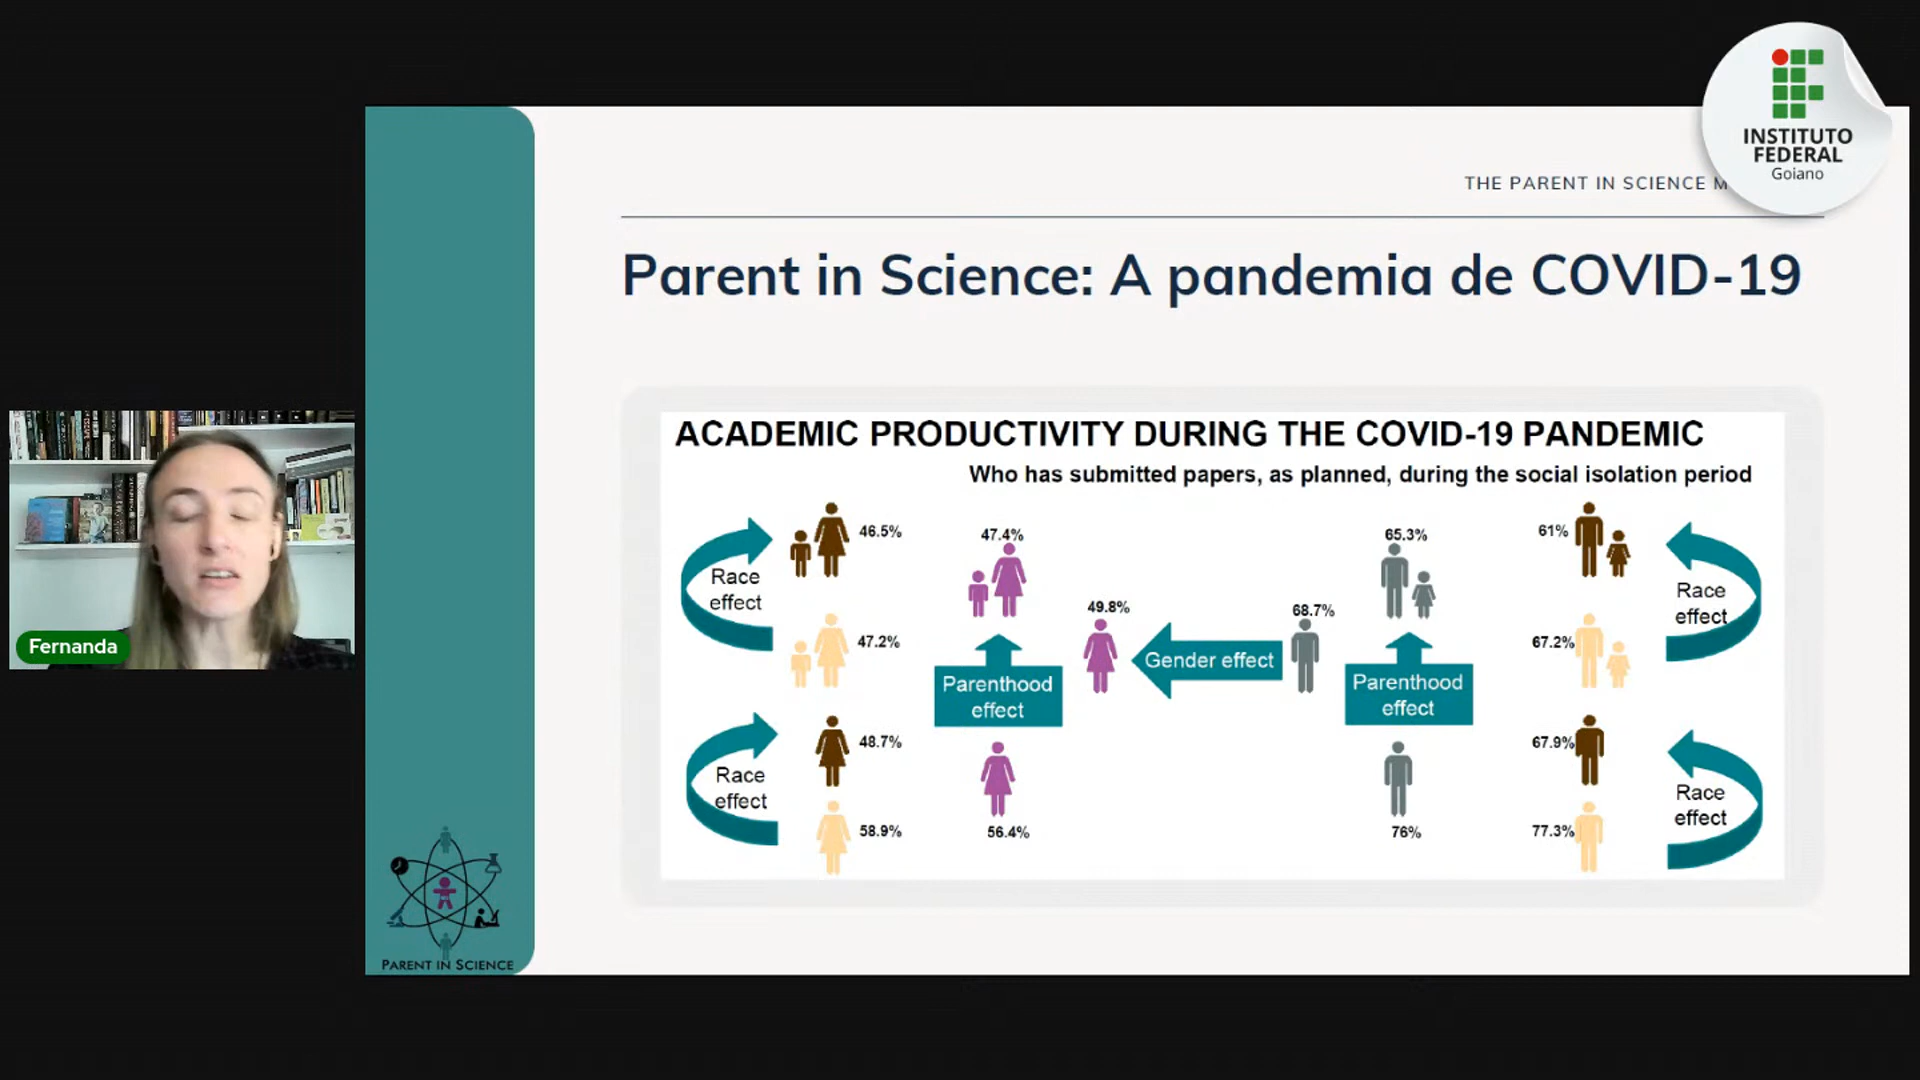 INSTITUTO
FEDERAL
Goiano
THE PARENT IN SCIENCE
Parent in Science: A pandemia de COVID-19
ACADEMIC PRODUCTIVITY DURING THE COVID-19 PANDEMIC
Who has submitted papers, as planned, during the social isolation period
46.5%
47.4%
65.3%
61%
Race
effect
Race
effect
49.8%
68.7%
47.2%
Gender effect
67.2%
Parenthood
effect
Parenthood
effect
48.7%
67.9%
Race
effect
Race
effect
58.9%
56.4%
76%
77.3%
Fernanda
PARENT IN SCIENCE